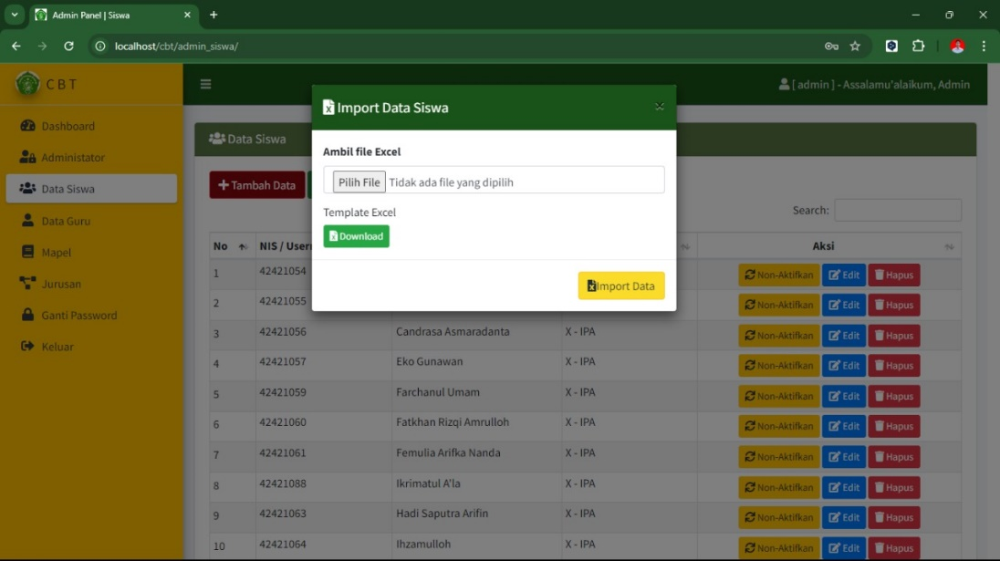 Admin Panel | Siswa
localhost/cbt/admin_siswa/
CBT
[ admin ] - Assalamu'alaikum, Admin
Dashboard
Administator
Data Siswa
Data Guru
Mapel
Jurusan
Ganti Password
Keluar
Data Siswa
Tambah Data
Import Data Siswa
×
Ambil file Excel
Pilih File Tidak ada file yang dipilih
Template Excel
Download
Import Data
Search:
No NIS / User Aksi
1 42421054 Non-Aktifkan Edit Hapus
2 42421055 Non-Aktifkan Edit Hapus
3 42421056 Candrasa Asmaradanta X - IPA Non-Aktifkan Edit Hapus
4 42421057 Eko Gunawan X - IPA Non-Aktifkan Edit Hapus
5 42421059 Farchanul Umam X - IPA Non-Aktifkan Edit Hapus
6 42421060 Fatkhan Rizqi Amrulloh X - IPA Non-Aktifkan Edit Hapus
7 42421061 Femulia Arifka Nanda X - IPA Non-Aktifkan Edit Hapus
8 42421088 Ikrimatul A'la X - IPA Non-Aktifkan Edit Hapus
9 42421063 Hadi Saputra Arifin X - IPA Non-Aktifkan Edit Hapus
10 42421064 Ihzamulloh X - IPA Non-Aktifkan Edit Hapus